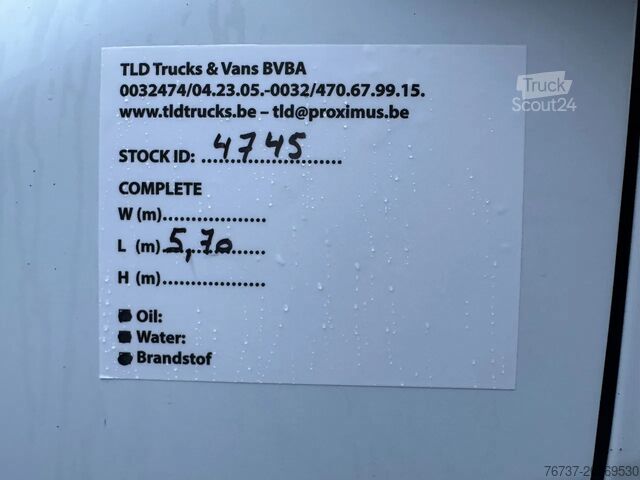 TLD Trucks & Vans BVBA
0032474/04.23.05.-0032/470.67.99.15.
www.tldtrucks.be – tld@proximus.be
STOCK ID: 4745
COMPLETE
W (m)..................
L (m) 5,70
H (m)..................
Oil:
Water:
Brandstof
Truck
Scout24